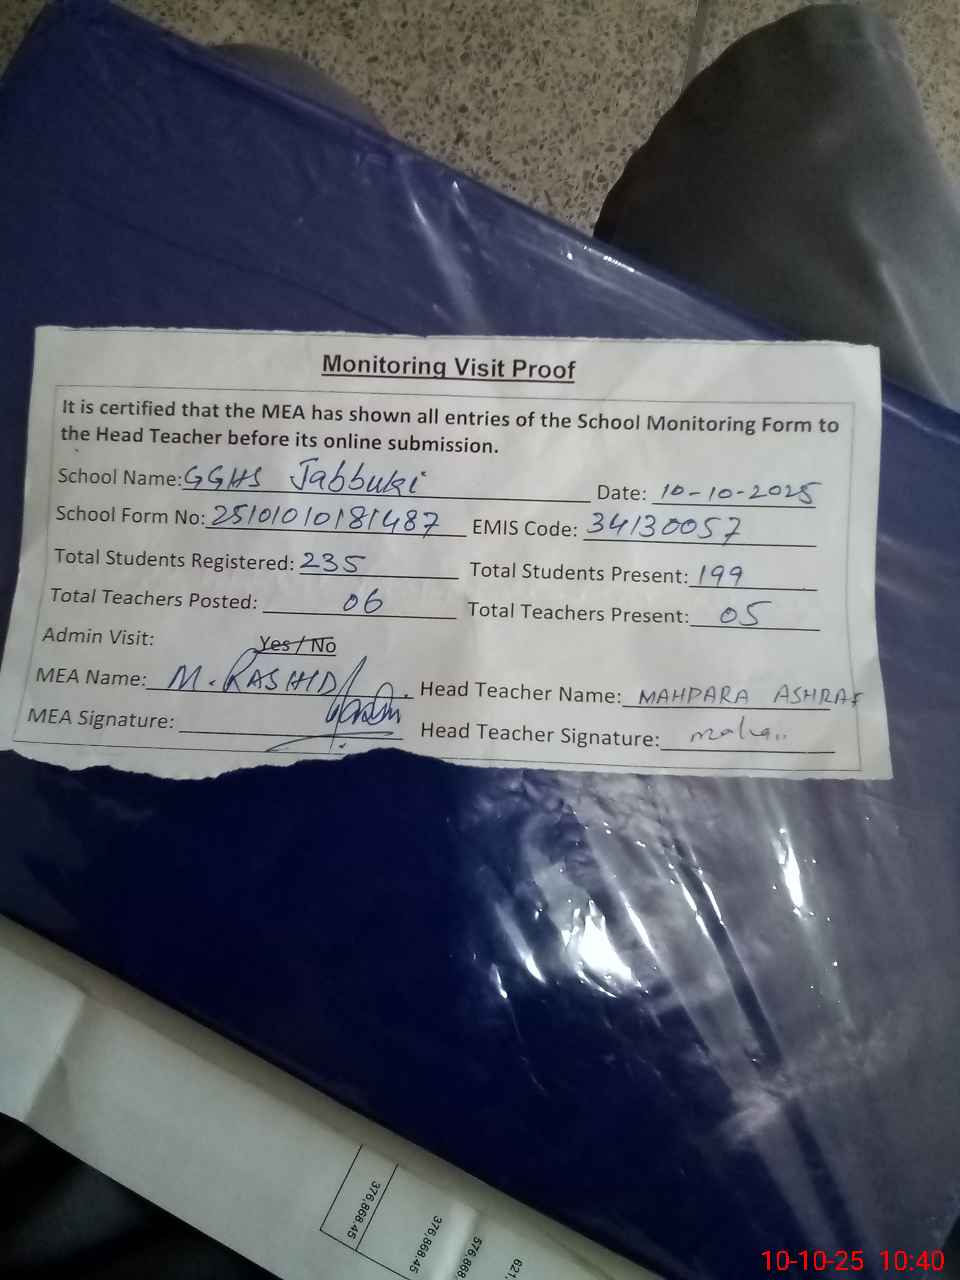 Monitoring Visit Proof
It is certified that the MEA has shown all entries of the School Monitoring Form to
the Head Teacher before its online submission.
School Name: GGHS Jabbuki Date: 10-10-2025
School Form No: 25101010181487 EMIS Code: 34130057
Total Students Registered: 235 Total Students Present: 199
Total Teachers Posted: 06 Total Teachers Present: 05
Admin Visit: Yes / No
MEA Name: M. RASHID Head Teacher Name: MAHPARA ASHRAF
MEA Signature: Head Teacher Signature:
376,868.45
376,868.45
576,868
621,
10-10-25 10:40